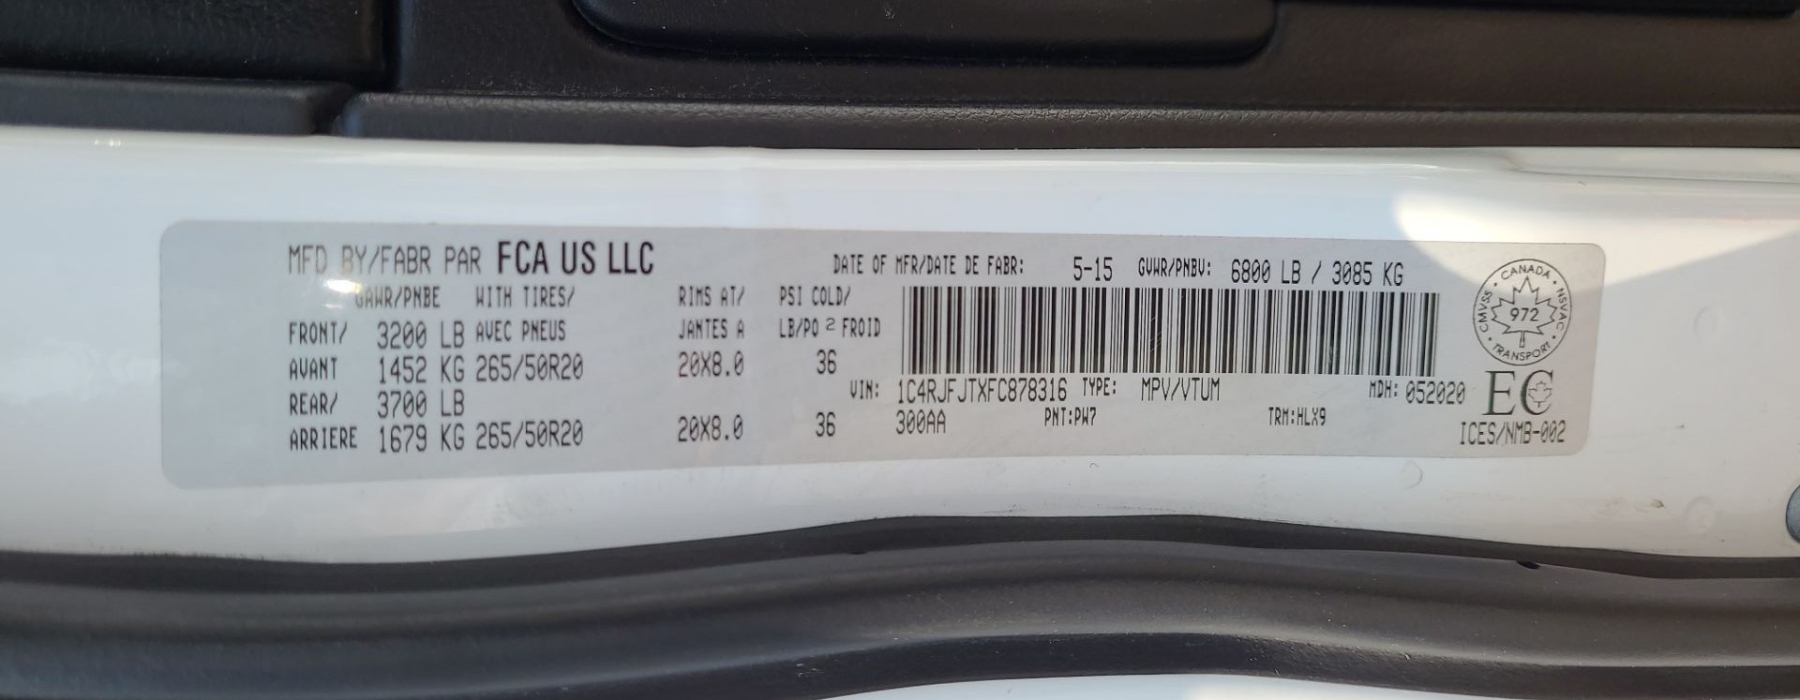 MFD BY/FABR PAR FCA US LLC DATE OF MFR/DATE DE FABR: 5-15 GVWR/PNBV: 6800 LB / 3085 KG
GAWR/PNBE WITH TIRES/ RIMS AT/ PSI COLD/
FRONT/ 3200 LB AVEC PNEUS JANTES A LB/PO 2 FROID
AVANT 1452 KG 265/50R20 20X8.0 36
VIN: 1C4RJFJTXFC878316 TYPE: MPV/VTUM MDH: 052020
REAR/ 3700 LB
300AA PNT:PW7 TRM:HLX9
ARRIERE 1679 KG 265/50R20 20X8.0 36
CANADA
CMVSS 972 NSVAC
TRANSPORT
EC
ICES/NMB-002